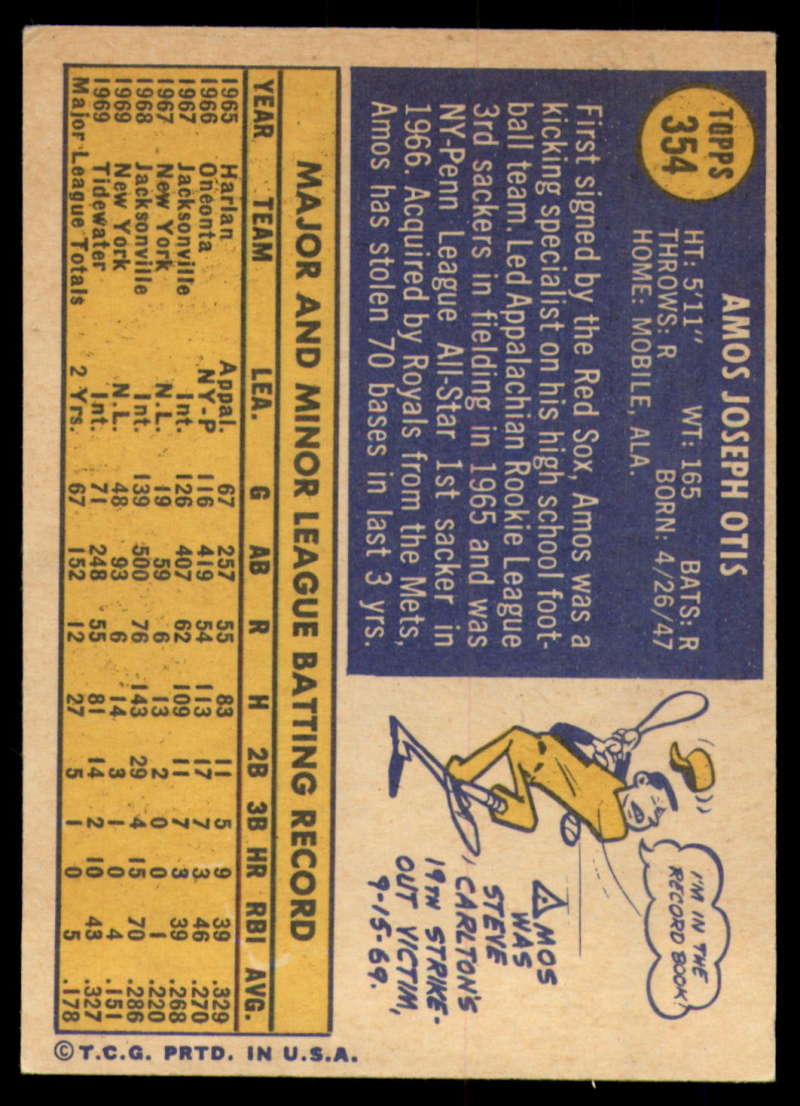 TOPPS
354
AMOS JOSEPH OTIS
HT: 5'11" WT: 165 BATS: R
THROWS: R BORN: 4/26/47
HOME: MOBILE, ALA.
First signed by the Red Sox, Amos was a
kicking specialist on his high school foot-
ball team. Led Appalachian Rookie League
3rd sackers in fielding in 1965 and was
NY-Penn League All-Star 1st sacker in
1966. Acquired by Royals from the Mets,
Amos has stolen 70 bases in last 3 yrs.
I'M IN THE
RECORD BOOK!
AMOS
WAS
STEVE
CARLTON'S
19TH STRIKE-
OUT VICTIM,
9-15-69.
MAJOR AND MINOR LEAGUE BATTING RECORD
YEAR TEAM LEA. G AB R H 2B 3B HR RBI AVG.
1965 Harlan Appal. 67 257 55 83 11 5 9 39 .329
1966 Oneonta NY-P 116 419 54 113 17 7 3 46 .270
1967 Jacksonville Int. 126 407 62 109 11 7 3 39 .268
1967 New York N.L. 19 59 6 13 2 0 0 1 .220
1968 Jacksonville Int. 139 500 76 143 29 4 15 70 .286
1969 New York N.L. 48 93 6 14 3 1 0 4 .151
1969 Tidewater Int. 71 248 55 81 14 2 10 43 .327
Major League Totals 2 Yrs. 67 152 12 27 5 1 0 5 .178
© T.C.G. PRTD. IN U.S.A.